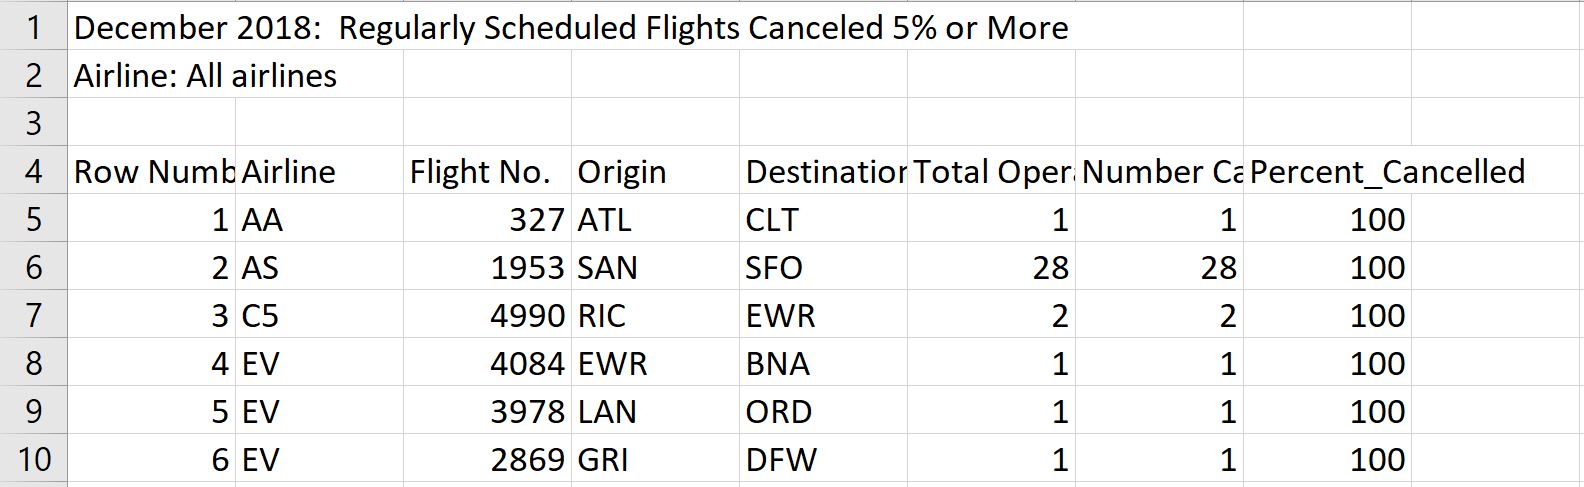 1 December 2018:  Regularly Scheduled Flights Canceled 5% or More
2 Airline: All airlines
3
4 Row Numb Airline Flight No. Origin Destination Total Oper Number Ca Percent_Cancelled
5 1 AA 327 ATL CLT 1 1 100
6 2 AS 1953 SAN SFO 28 28 100
7 3 C5 4990 RIC EWR 2 2 100
8 4 EV 4084 EWR BNA 1 1 100
9 5 EV 3978 LAN ORD 1 1 100
10 6 EV 2869 GRI DFW 1 1 100